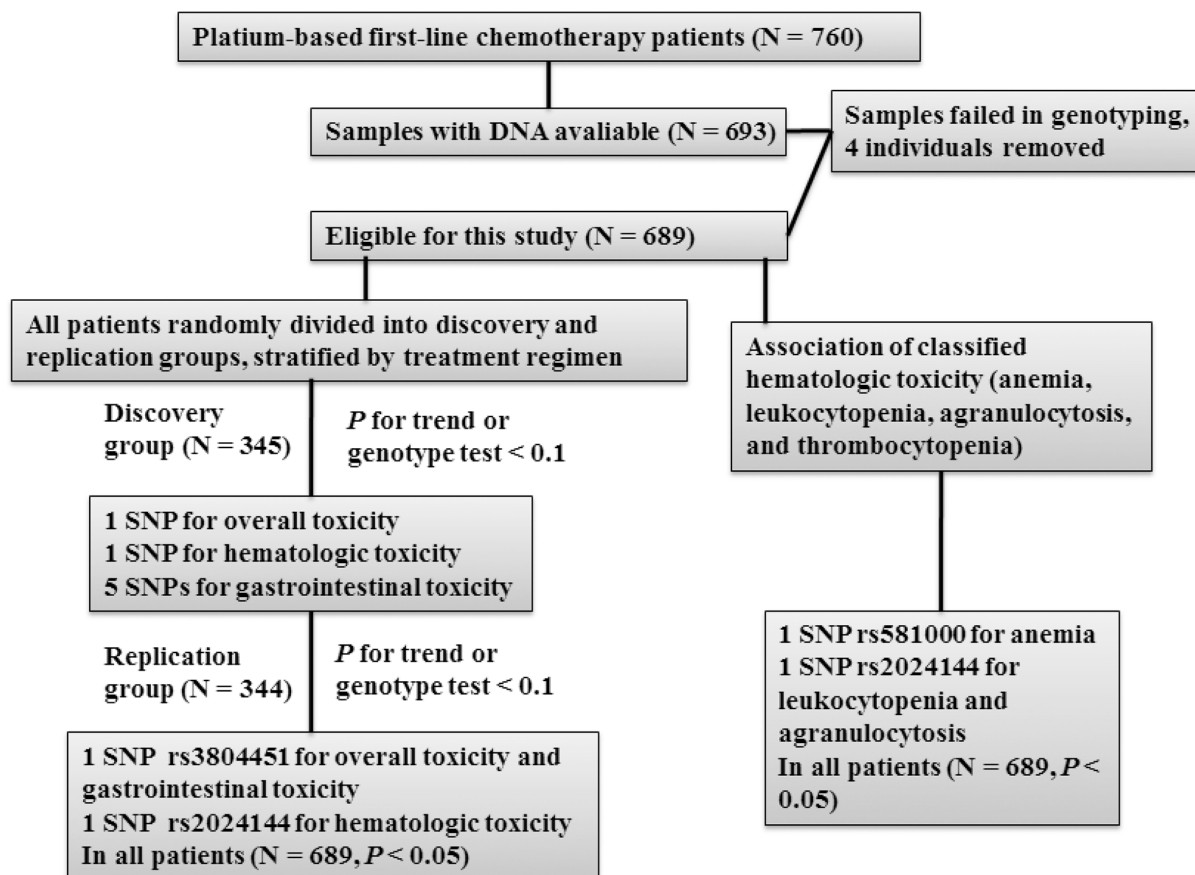 Platium-based first-line chemotherapy patients (N = 760)
Samples with DNA avaliable (N = 693)
Samples failed in genotyping,
4 individuals removed
Eligible for this study (N = 689)
All patients randomly divided into discovery and
replication groups, stratified by treatment regimen
Discovery
group (N = 345)
P for trend or
genotype test < 0.1
1 SNP for overall toxicity
1 SNP for hematologic toxicity
5 SNPs for gastrointestinal toxicity
Replication
group (N = 344)
P for trend or
genotype test < 0.1
1 SNP rs3804451 for overall toxicity and
gastrointestinal toxicity
1 SNP rs2024144 for hematologic toxicity
In all patients (N = 689, P < 0.05)
Association of classified
hematologic toxicity (anemia,
leukocytopenia, agranulocytosis,
and thrombocytopenia)
1 SNP rs581000 for anemia
1 SNP rs2024144 for
leukocytopenia and
agranulocytosis
In all patients (N = 689, P <
0.05)